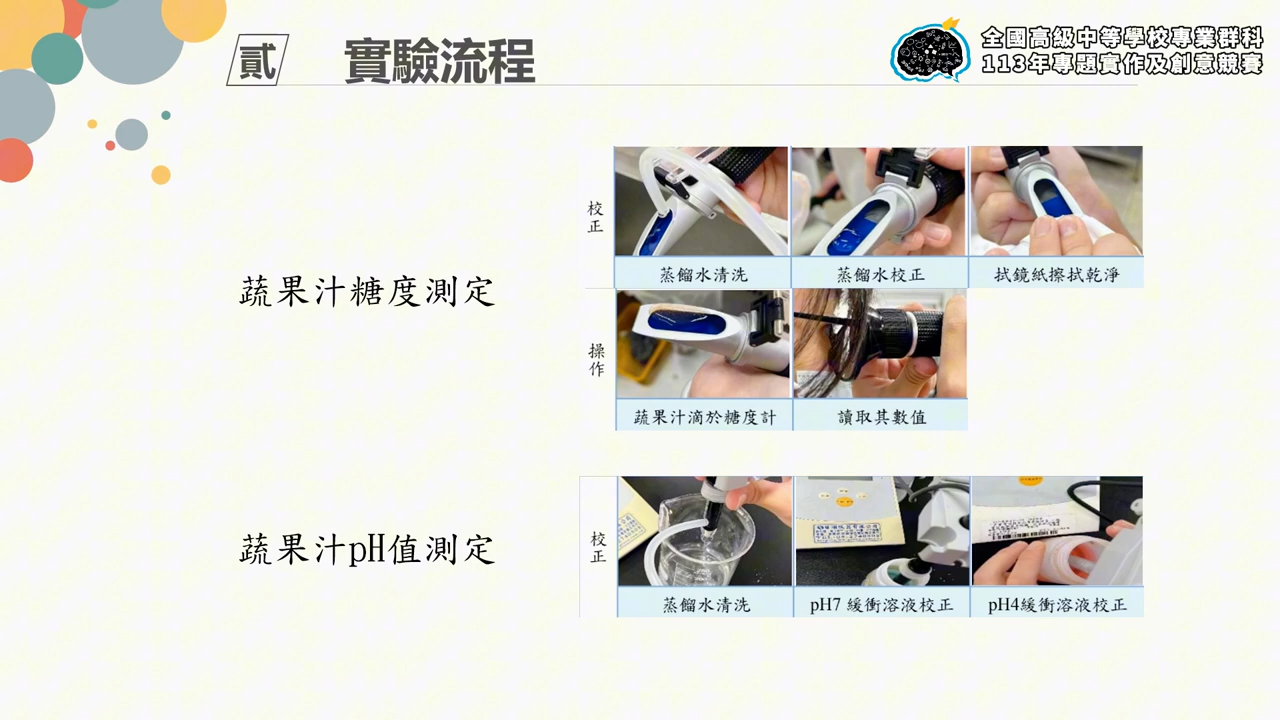 貳
實驗流程
全國高級中等學校專業群科
113年專題實作及創意競賽
蔬果汁糖度測定
校正
蒸餾水清洗
蒸餾水校正
拭鏡紙擦拭乾淨
操作
蔬果汁滴於糖度計
讀取其數值
蔬果汁pH值測定
校正
蒸餾水清洗
pH7 緩衝溶液校正
pH4緩衝溶液校正